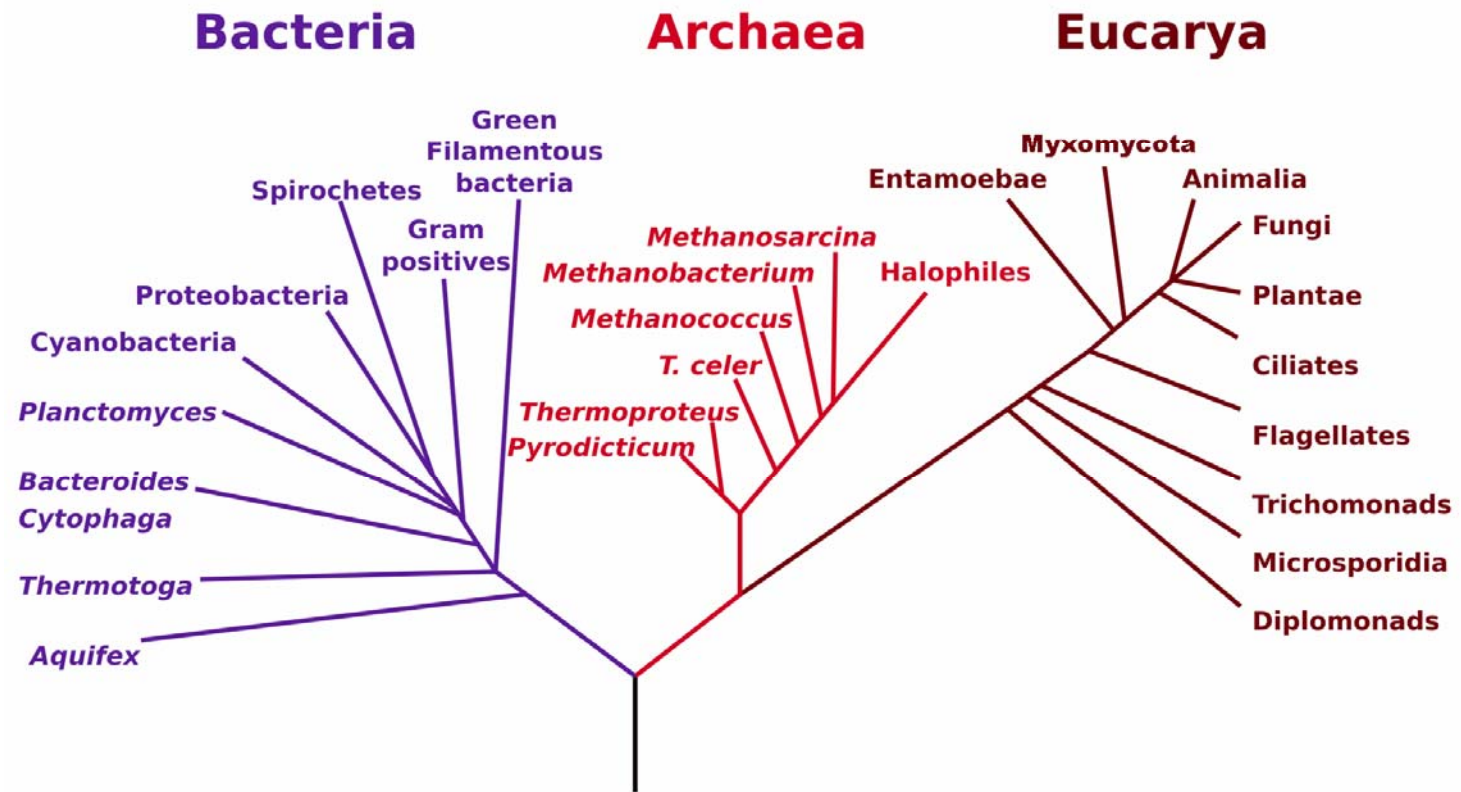 Bacteria
Archaea
Eucarya
Green
Filamentous
bacteria
Spirochetes
Gram
positives
Proteobacteria
Cyanobacteria
Planctomyces
Bacteroides
Cytophaga
Thermotoga
Aquifex
Methanosarcina
Methanobacterium
Halophiles
Methanococcus
T. celer
Thermoproteus
Pyrodicticum
Myxomycota
Entamoebae
Animalia
Fungi
Plantae
Ciliates
Flagellates
Trichomonads
Microsporidia
Diplomonads